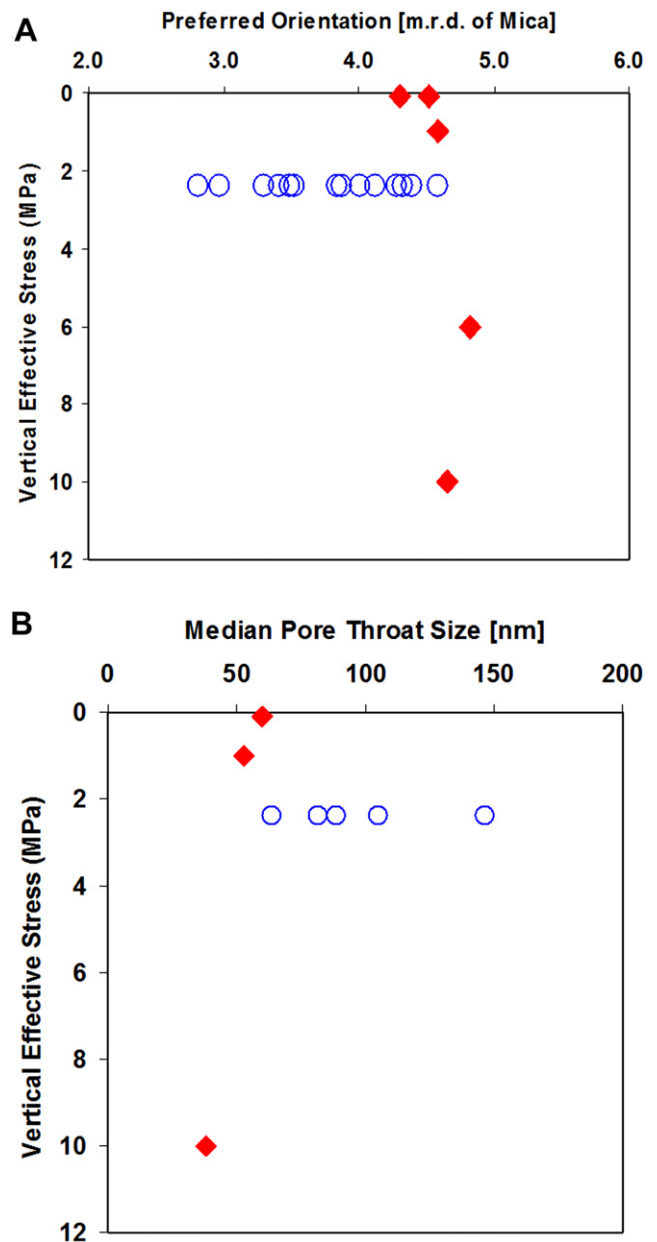 A
Preferred Orientation [m.r.d. of Mica]
2.0 3.0 4.0 5.0 6.0
Vertical Effective Stress (MPa)
0
2
4
6
8
10
12
B
Median Pore Throat Size [nm]
0 50 100 150 200
Vertical Effective Stress (MPa)
0
2
4
6
8
10
12